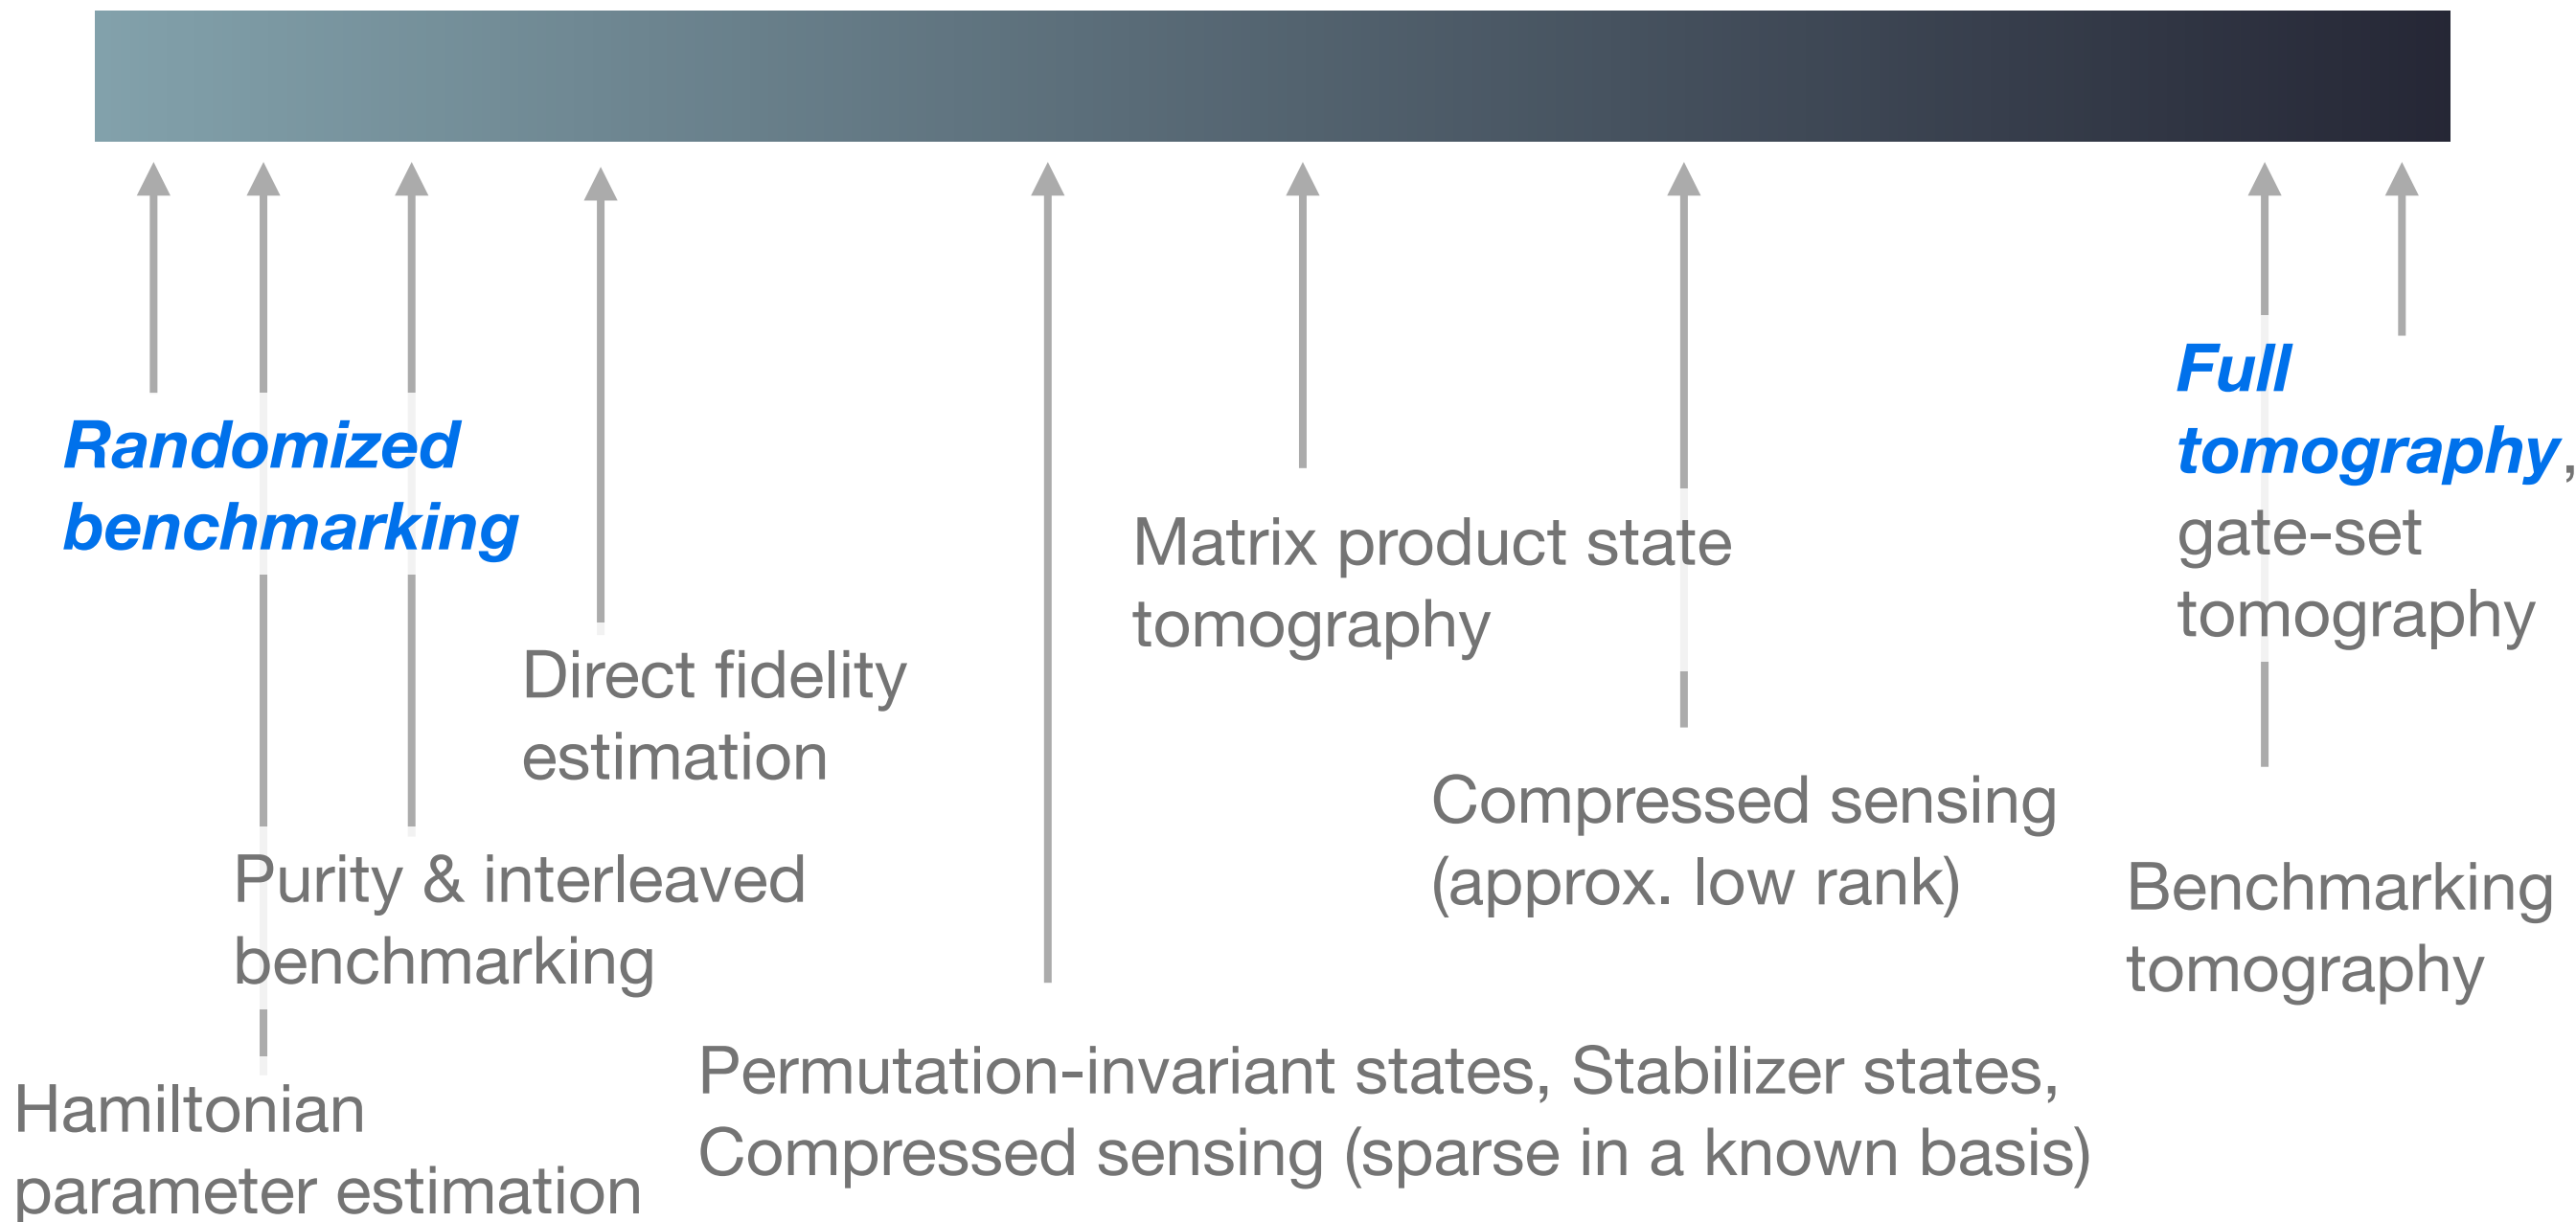 Randomized
benchmarking
Full
tomography,
gate-set
tomography
Matrix product state
tomography
Direct fidelity
estimation
Compressed sensing
(approx. low rank)
Purity & interleaved
benchmarking
Benchmarking
tomography
Permutation-invariant states, Stabilizer states,
Compressed sensing (sparse in a known basis)
Hamiltonian
parameter estimation